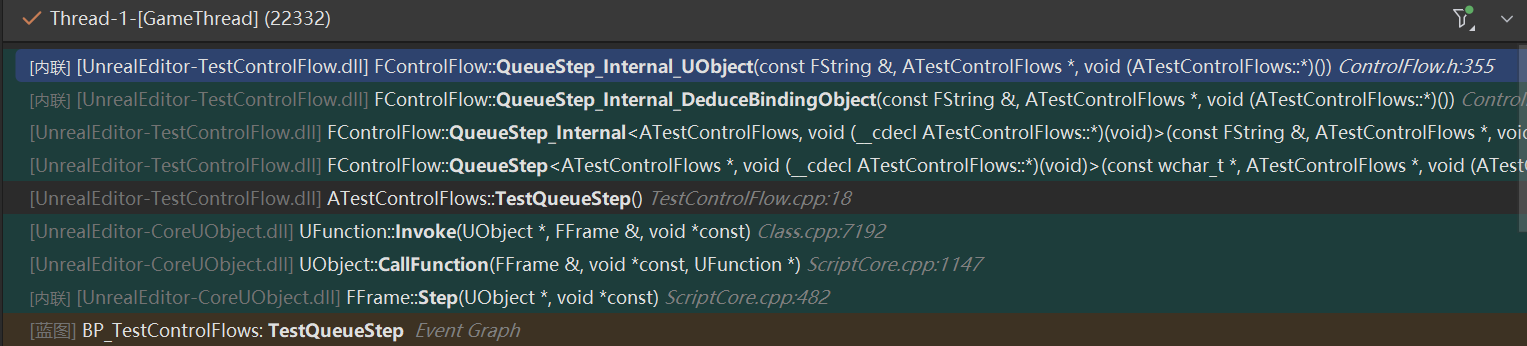 Thread-1-[GameThread] (22332)
[内联] [UnrealEditor-TestControlFlow.dll] FControlFlow::QueueStep_Internal_UObject(const FString &, ATestControlFlows *, void (ATestControlFlows::*)()) ControlFlow.h:355
[内联] [UnrealEditor-TestControlFlow.dll] FControlFlow::QueueStep_Internal_DeduceBindingObject(const FString &, ATestControlFlows *, void (ATestControlFlows::*)())
[UnrealEditor-TestControlFlow.dll] FControlFlow::QueueStep_Internal<ATestControlFlows, void (__cdecl ATestControlFlows::*)(void)>(const FString &, ATestControlFlows *,
[UnrealEditor-TestControlFlow.dll] FControlFlow::QueueStep<ATestControlFlows *, void (__cdecl ATestControlFlows::*)(void)>(const wchar_t *, ATestControlFlows *, void
[UnrealEditor-TestControlFlow.dll] ATestControlFlows::TestQueueStep() TestControlFlow.cpp:18
[UnrealEditor-CoreUObject.dll] UFunction::Invoke(UObject *, FFrame &, void *const) Class.cpp:7192
[UnrealEditor-CoreUObject.dll] UObject::CallFunction(FFrame &, void *const, UFunction *) ScriptCore.cpp:1147
[内联] [UnrealEditor-CoreUObject.dll] FFrame::Step(UObject *, void *const) ScriptCore.cpp:482
[蓝图] BP_TestControlFlows: TestQueueStep Event Graph